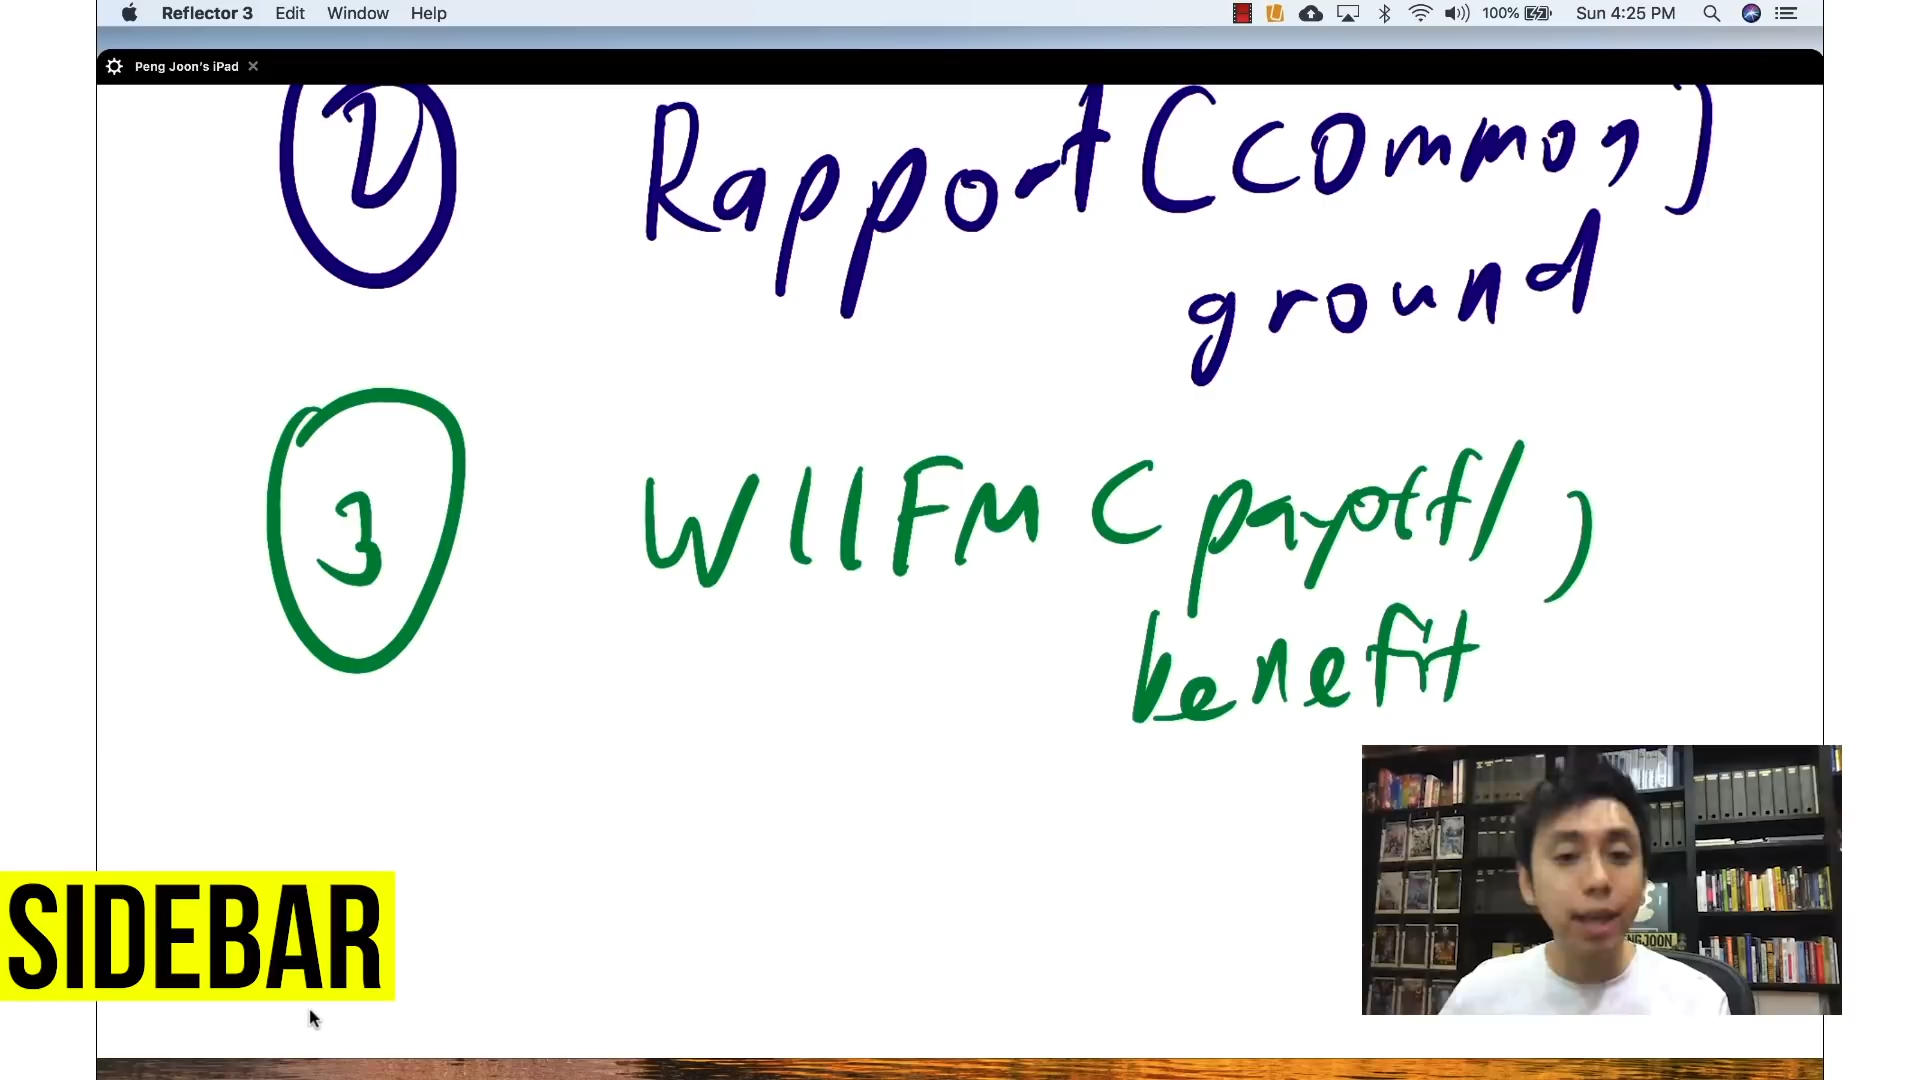 Reflector 3 Edit Window Help 100% Sun 4:25 PM
Peng Joon's iPad
2 Rapport (common)
ground
3 WIIFM (payoff/)
benefit
SIDEBAR
NGJOON